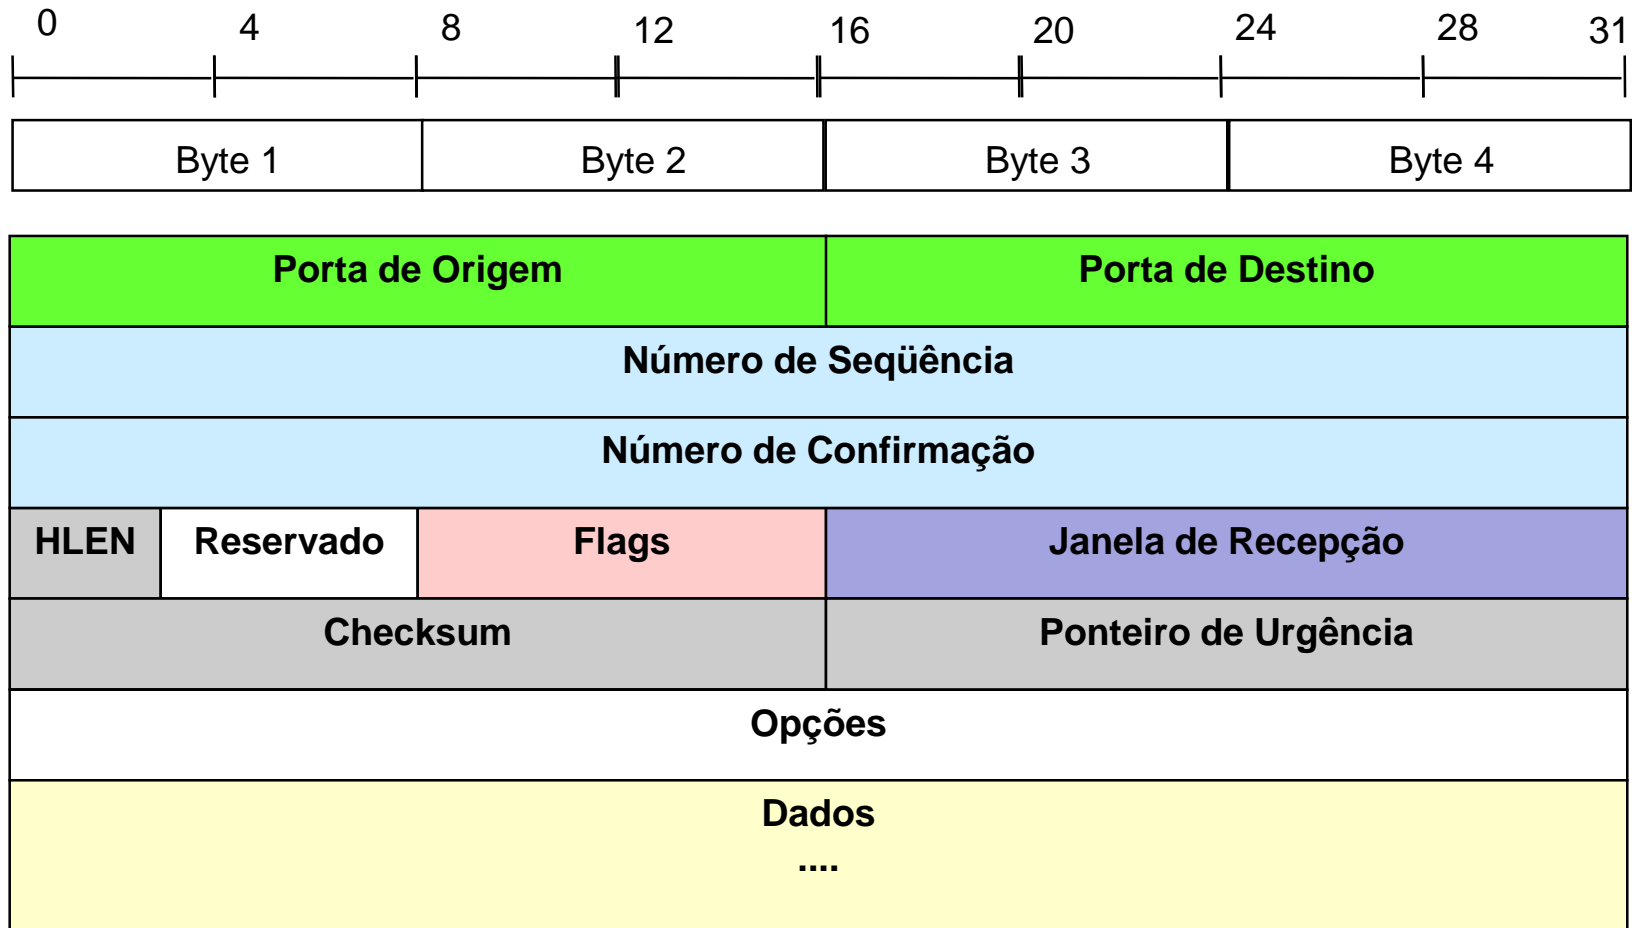 0 4 8 12 16 20 24 28 31
Byte 1 Byte 2 Byte 3 Byte 4
Porta de Origem Porta de Destino
Número de Seqüência
Número de Confirmação
HLEN Reservado Flags Janela de Recepção
Checksum Ponteiro de Urgência
Opções
Dados
....